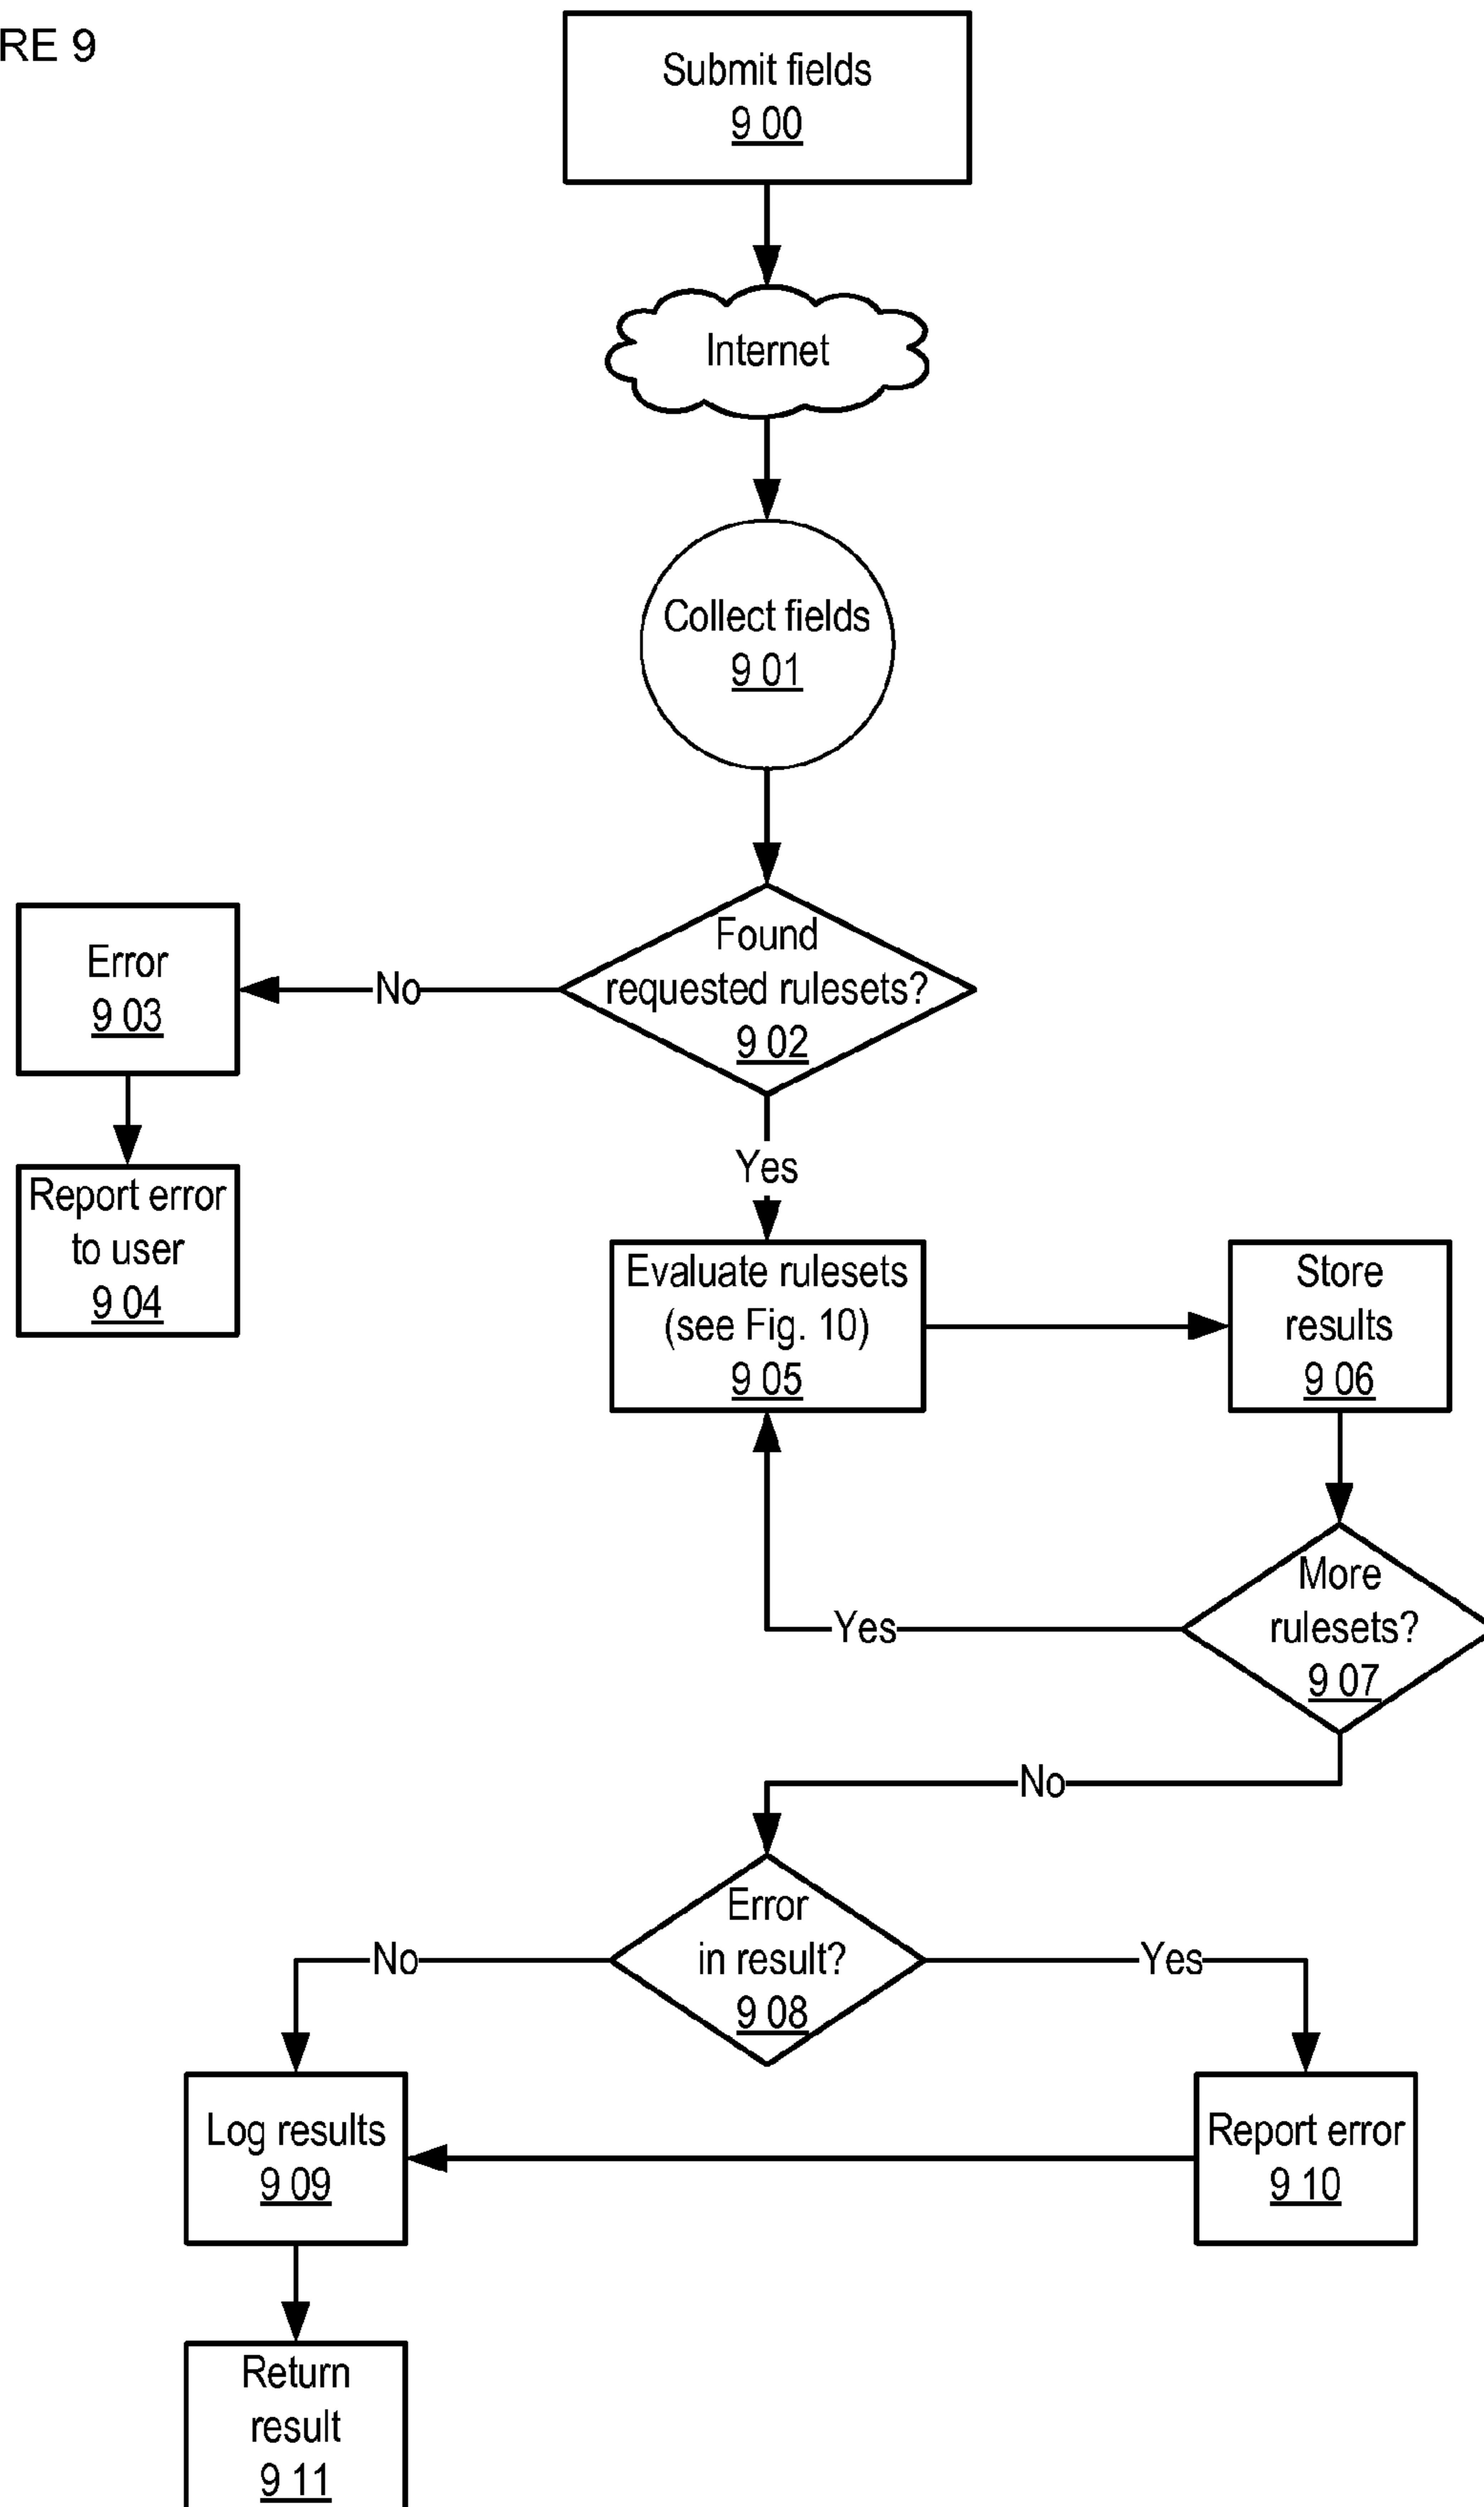 RE 9
Submit fields
9 00
Internet
Collect fields
9 01
Found
requested rulesets?
9 02
No
Error
9 03
Report error
to user
9 04
Yes
Evaluate rulesets
(see Fig. 10)
9 05
Store
results
9 06
More
rulesets?
9 07
Yes
No
Error
in result?
9 08
No
Yes
Log results
9 09
Report error
9 10
Return
result
9 11